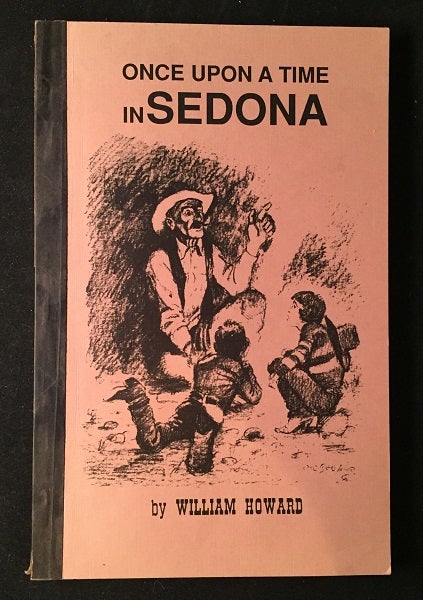 ONCE UPON A TIME
IN SEDONA
by WILLIAM HOWARD